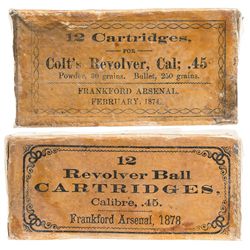 12 Cartridges,
FOR
Colt's Revolver, Cal; .45
Powder, 30 grains. Bullet, 250 grains.
FRANKFORD ARSENAL.
FEBRUARY, 1874.
12
Revolver Ball
CARTRIDGES,
Calibre, .45.
Frankford Arsenal, 1878